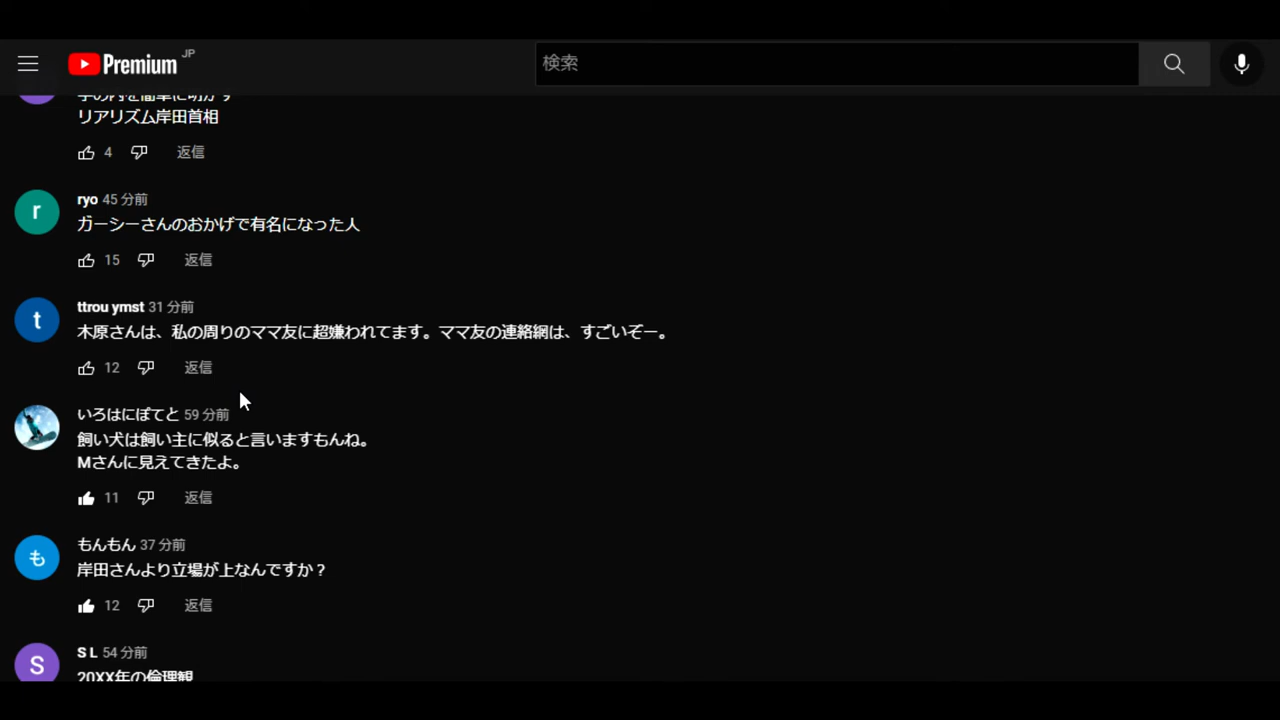 Premium JP
検索
リアリズム岸田首相
4 返信
ryo 45 分前
ガーシーさんのおかげで有名になった人
15 返信
ttrou ymst 31 分前
木原さんは、私の周りのママ友に超嫌われてます。ママ友の連絡網は、すごいぞー。
12 返信
いろはにぽてと 59 分前
飼い犬は飼い主に似ると言いますもんね。
Mさんに見えてきたよ。
11 返信
もんもん 37 分前
岸田さんより立場が上なんですか？
12 返信
S L 54 分前
20XX年の倫理観